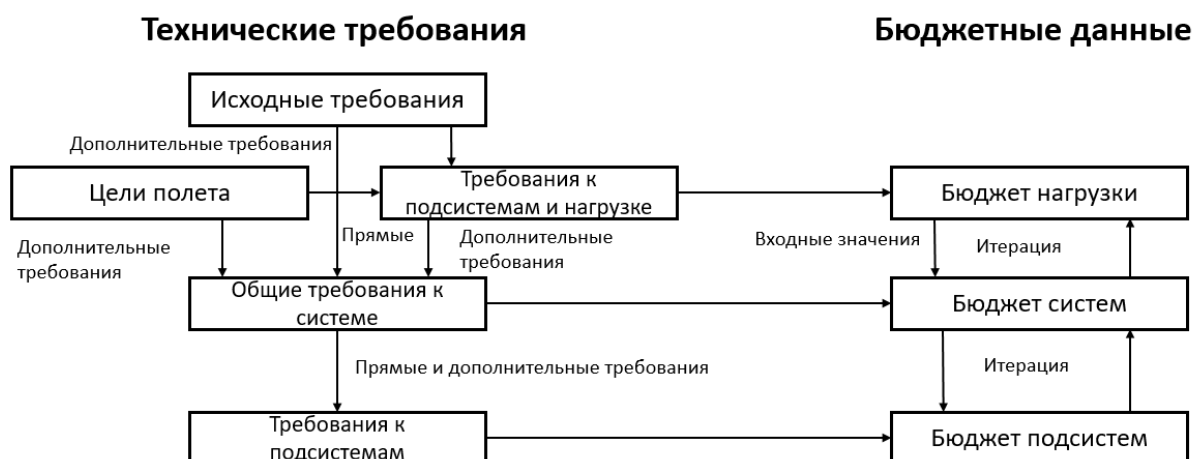 Технические требования
Бюджетные данные
Исходные требования
Дополнительные требования
Цели полета
Требования к
подсистемам и нагрузке
Бюджет нагрузки
Дополнительные
требования
Прямые
Дополнительные
требования
Входные значения
Итерация
Общие требования к
системе
Бюджет систем
Прямые и дополнительные требования
Итерация
Требования к
подсистемам
Бюджет подсистем